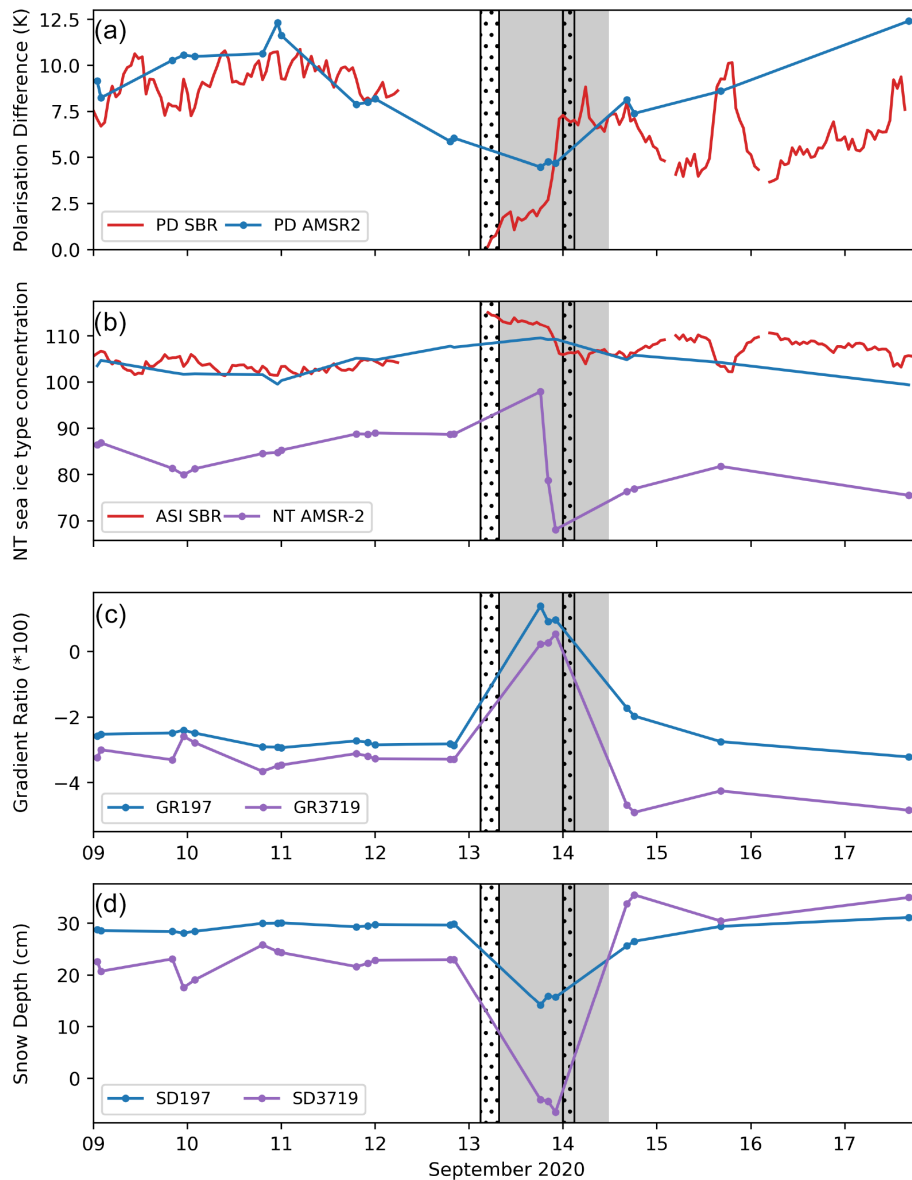 (a)
Polarisation Difference (K)
12.5
10.0
7.5
5.0
2.5
0.0
PD SBR PD AMSR2
(b)
NT sea ice type concentration
110
100
90
80
70
ASI SBR NT AMSR-2
(c)
Gradient Ratio (*100)
0
−2
−4
GR197 GR3719
09 10 11 12 13 14 15 16 17
(d)
Snow Depth (cm)
30
20
10
0
SD197 SD3719
09 10 11 12 13 14 15 16 17
September 2020